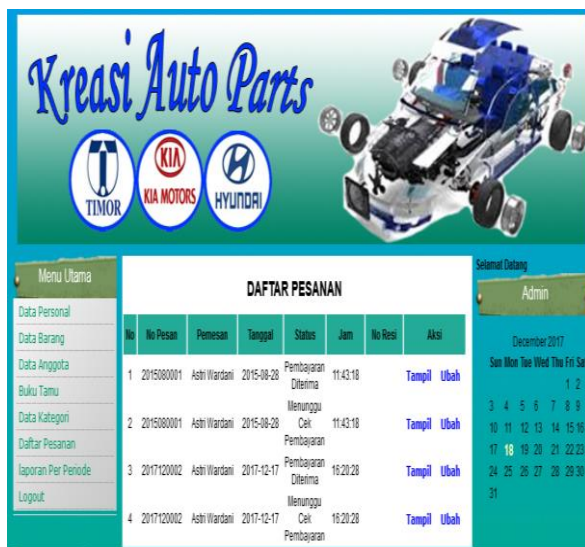 Kreasi Auto Parts
TIMOR
KIA
KIA MOTORS
HYUNDAI
Menu Utama
Data Personal
Data Barang
Data Anggota
Buku Tamu
Data Kategori
Daftar Pesanan
laporan Per Periode
Logout
DAFTAR PESANAN
No No Pesan Pemesan Tanggal Status Jam No Resi Aksi
1 2015080001 Astri Wardani 2015-08-28 Pembayaran Diterima 11:43:18 Tampil Ubah
2 2015080001 Astri Wardani 2015-08-28 Menunggu Cek Pembayaran 11:43:18 Tampil Ubah
3 2017120002 Astri Wardani 2017-12-17 Pembayaran Diterima 16:20:28 Tampil Ubah
4 2017120002 Astri Wardani 2017-12-17 Menunggu Cek Pembayaran 16:20:28 Tampil Ubah
Selamat Datang
Admin
December 2017
Sun Mon Tue Wed Thu Fri Sa
1 2
3 4 5 6 7 8 9
10 11 12 13 14 15 16
17 18 19 20 21 22 23
24 25 26 27 28 29 30
31